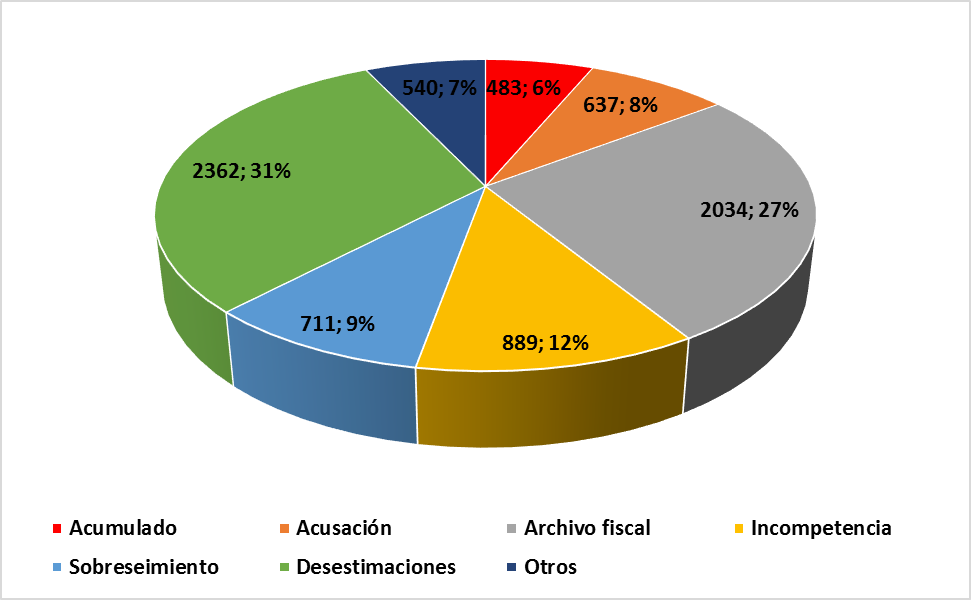 540; 7%
483; 6%
637; 8%
2362; 31%
2034; 27%
711; 9%
889; 12%
Acumulado
Acusación
Archivo fiscal
Incompetencia
Sobreseimiento
Desestimaciones
Otros